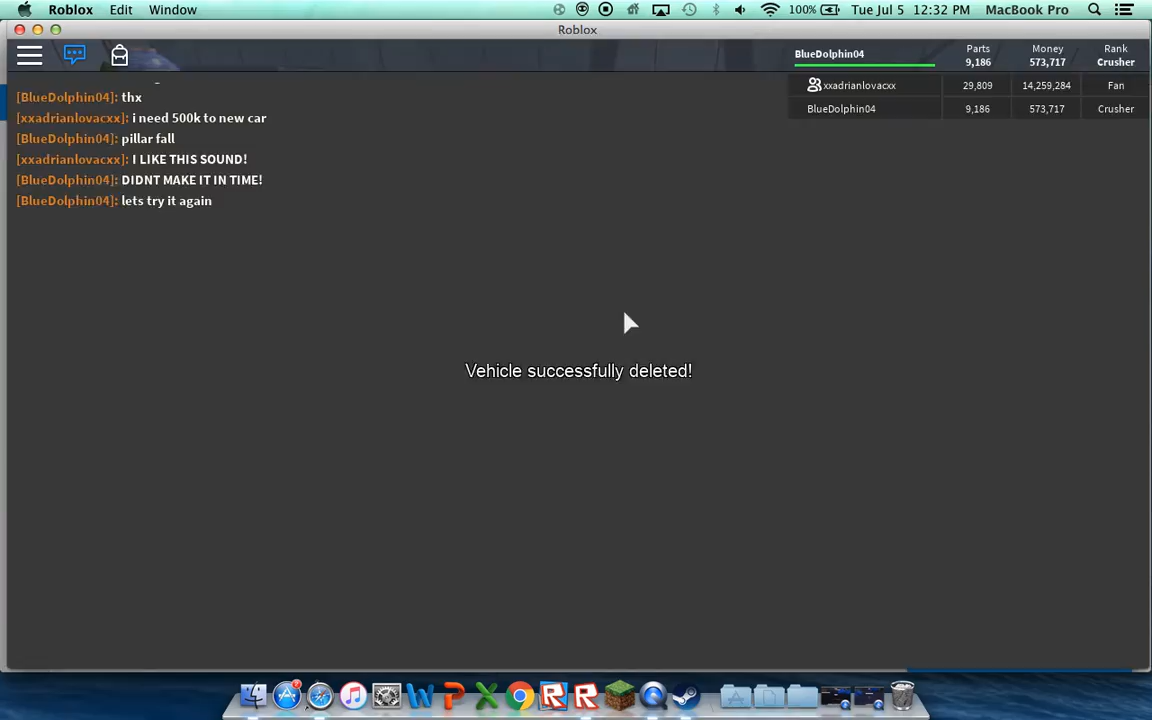 Roblox Edit Window 100% Tue Jul 5 12:32 PM MacBook Pro
Roblox
BlueDolphin04 Parts 9,186 Money 573,717 Rank Crusher
xxadrianlovacxx 29,809 14,259,284 Fan
BlueDolphin04 9,186 573,717 Crusher
[BlueDolphin04]: thx
[xxadrianlovacxx]: i need 500k to new car
[BlueDolphin04]: pillar fall
[xxadrianlovacxx]: I LIKE THIS SOUND!
[BlueDolphin04]: DIDNT MAKE IT IN TIME!
[BlueDolphin04]: lets try it again
Vehicle successfully deleted!